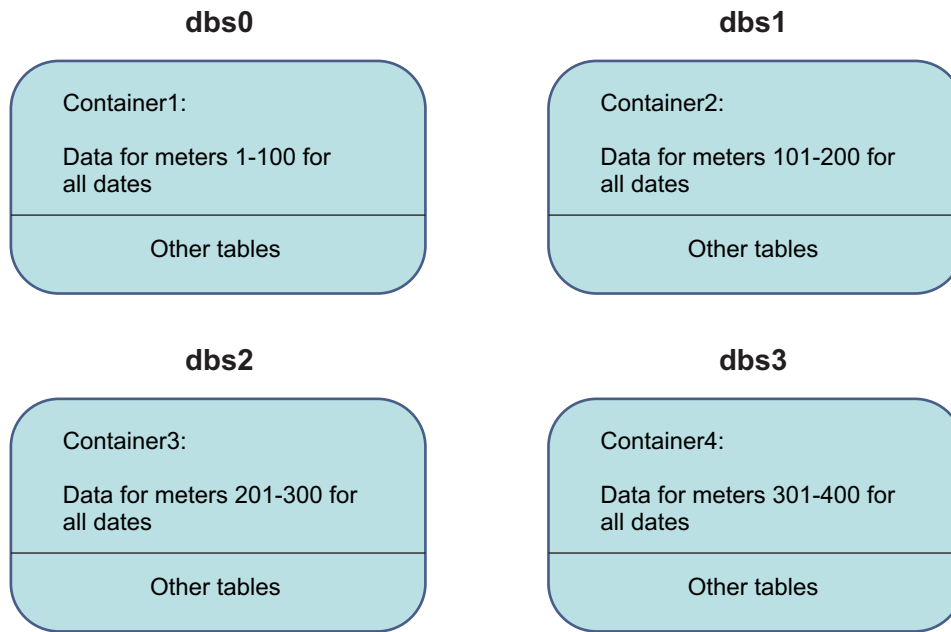 dbs0
Container1:
Data for meters 1-100 for
all dates
Other tables
dbs1
Container2:
Data for meters 101-200 for
all dates
Other tables
dbs2
Container3:
Data for meters 201-300 for
all dates
Other tables
dbs3
Container4:
Data for meters 301-400 for
all dates
Other tables